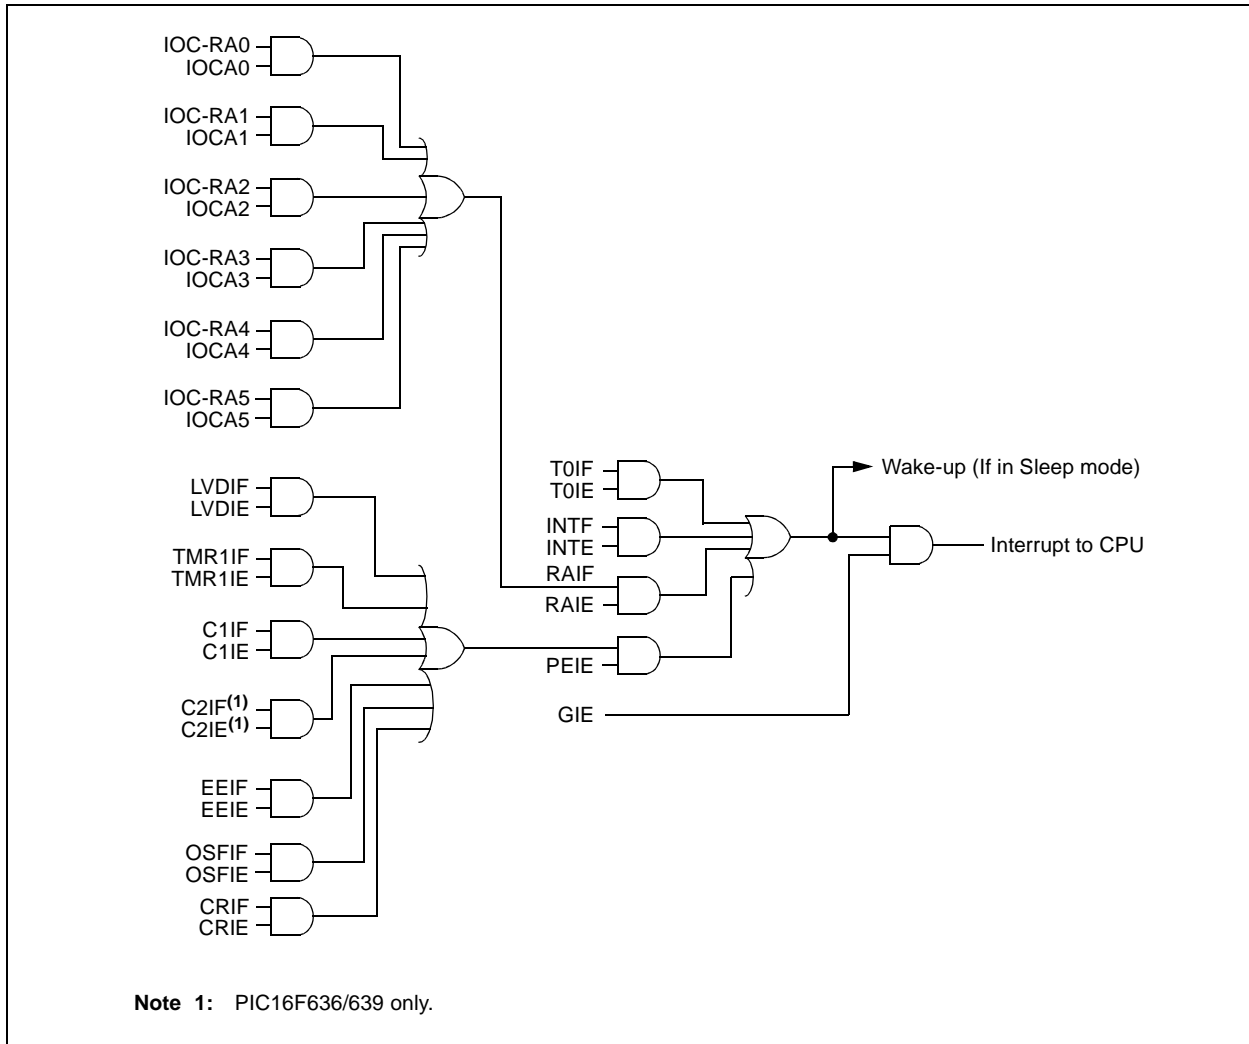 IOC-RA0
IOCA0
IOC-RA1
IOCA1
IOC-RA2
IOCA2
IOC-RA3
IOCA3
IOC-RA4
IOCA4
IOC-RA5
IOCA5
LVDIF
LVDIE
TMR1IF
TMR1IE
C1IF
C1IE
C2IF(1)
C2IE(1)
EEIF
EEIE
OSFIF
OSFIE
CRIF
CRIE
T0IF
T0IE
INTF
INTE
RAIF
RAIE
PEIE
GIE
Wake-up (If in Sleep mode)
Interrupt to CPU
Note 1: PIC16F636/639 only.